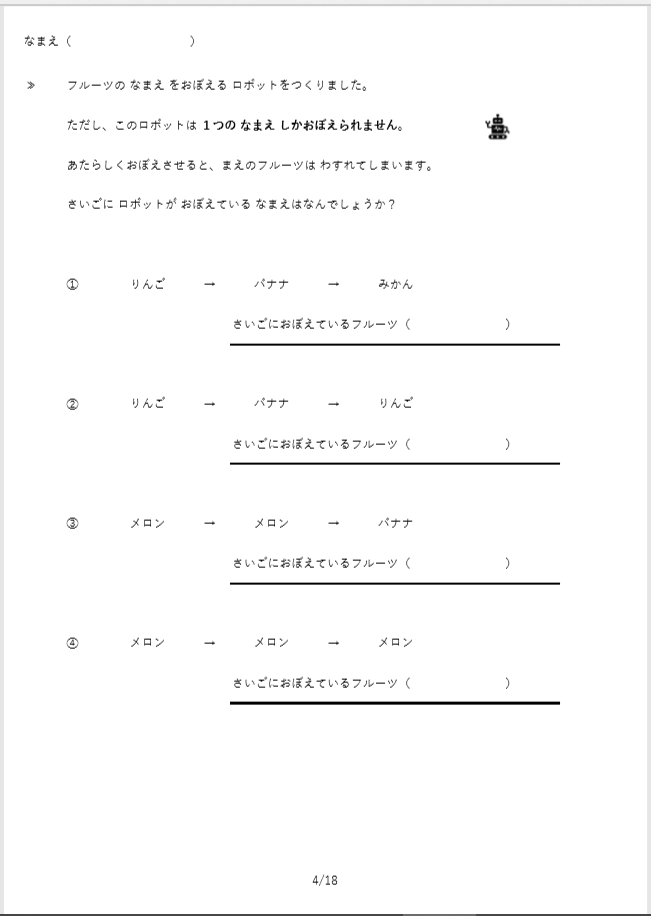 なまえ（　　　　　　　　　）
≫　フルーツの なまえ をおぼえる ロボットをつくりました。
ただし、このロボットは １つの なまえ しかおぼえられません。
あたらしくおぼえさせると、まえのフルーツは わすれてしまいます。
さいごに ロボットが おぼえている なまえはなんでしょうか？
①　りんご　→　バナナ　→　みかん
さいごにおぼえているフルーツ（　　　　　　　）
②　りんご　→　バナナ　→　りんご
さいごにおぼえているフルーツ（　　　　　　　）
③　メロン　→　メロン　→　バナナ
さいごにおぼえているフルーツ（　　　　　　　）
④　メロン　→　メロン　→　メロン
さいごにおぼえているフルーツ（　　　　　　　）
4/18